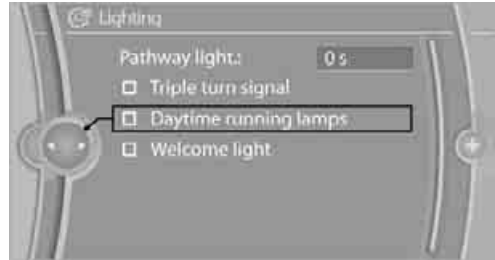 Lighting
Pathway light.: 0 s
Triple turn signal
Daytime running lamps
Welcome light